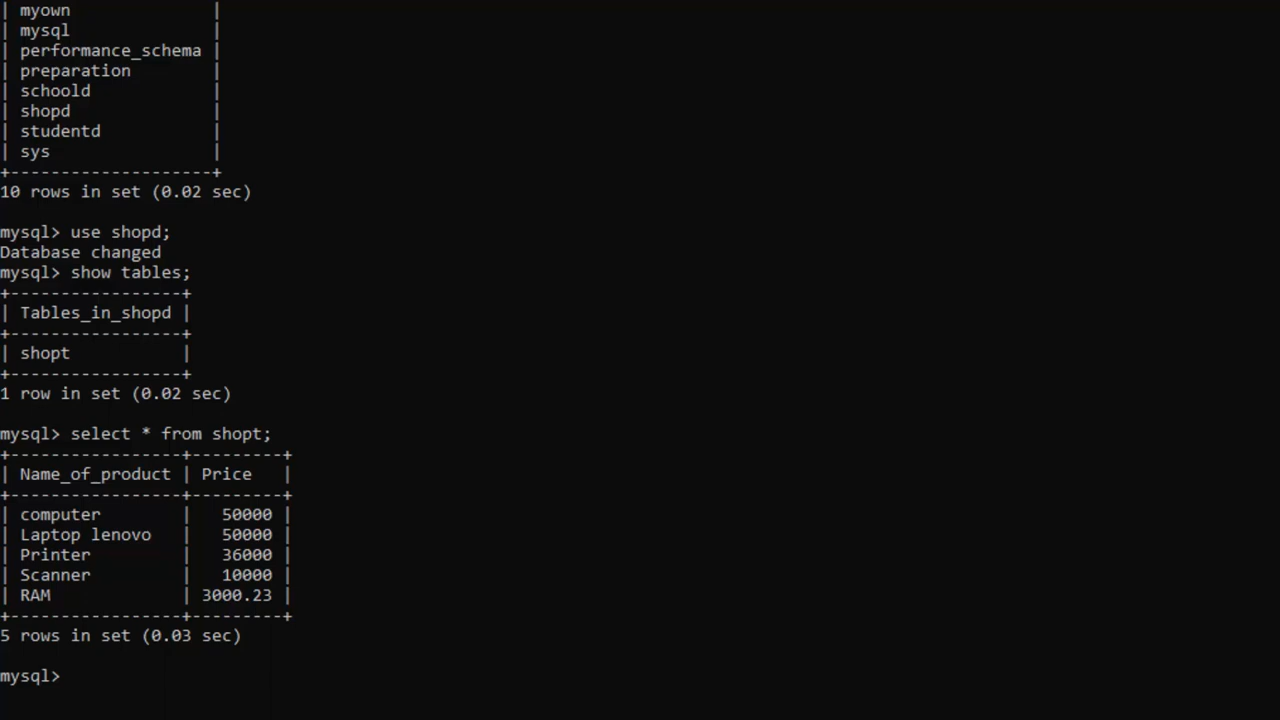 | myown              |
| mysql              |
| performance_schema |
| preparation        |
| schoold            |
| shopd              |
| studentd           |
| sys                |
+--------------------+
10 rows in set (0.02 sec)

mysql> use shopd;
Database changed
mysql> show tables;
+-----------------+
| Tables_in_shopd |
+-----------------+
| shopt           |
+-----------------+
1 row in set (0.02 sec)

mysql> select * from shopt;
+-----------------+---------+
| Name_of_product | Price   |
+-----------------+---------+
| computer        |   50000 |
| Laptop lenovo   |   50000 |
| Printer         |   36000 |
| Scanner         |   10000 |
| RAM             | 3000.23 |
+-----------------+---------+
5 rows in set (0.03 sec)

mysql>